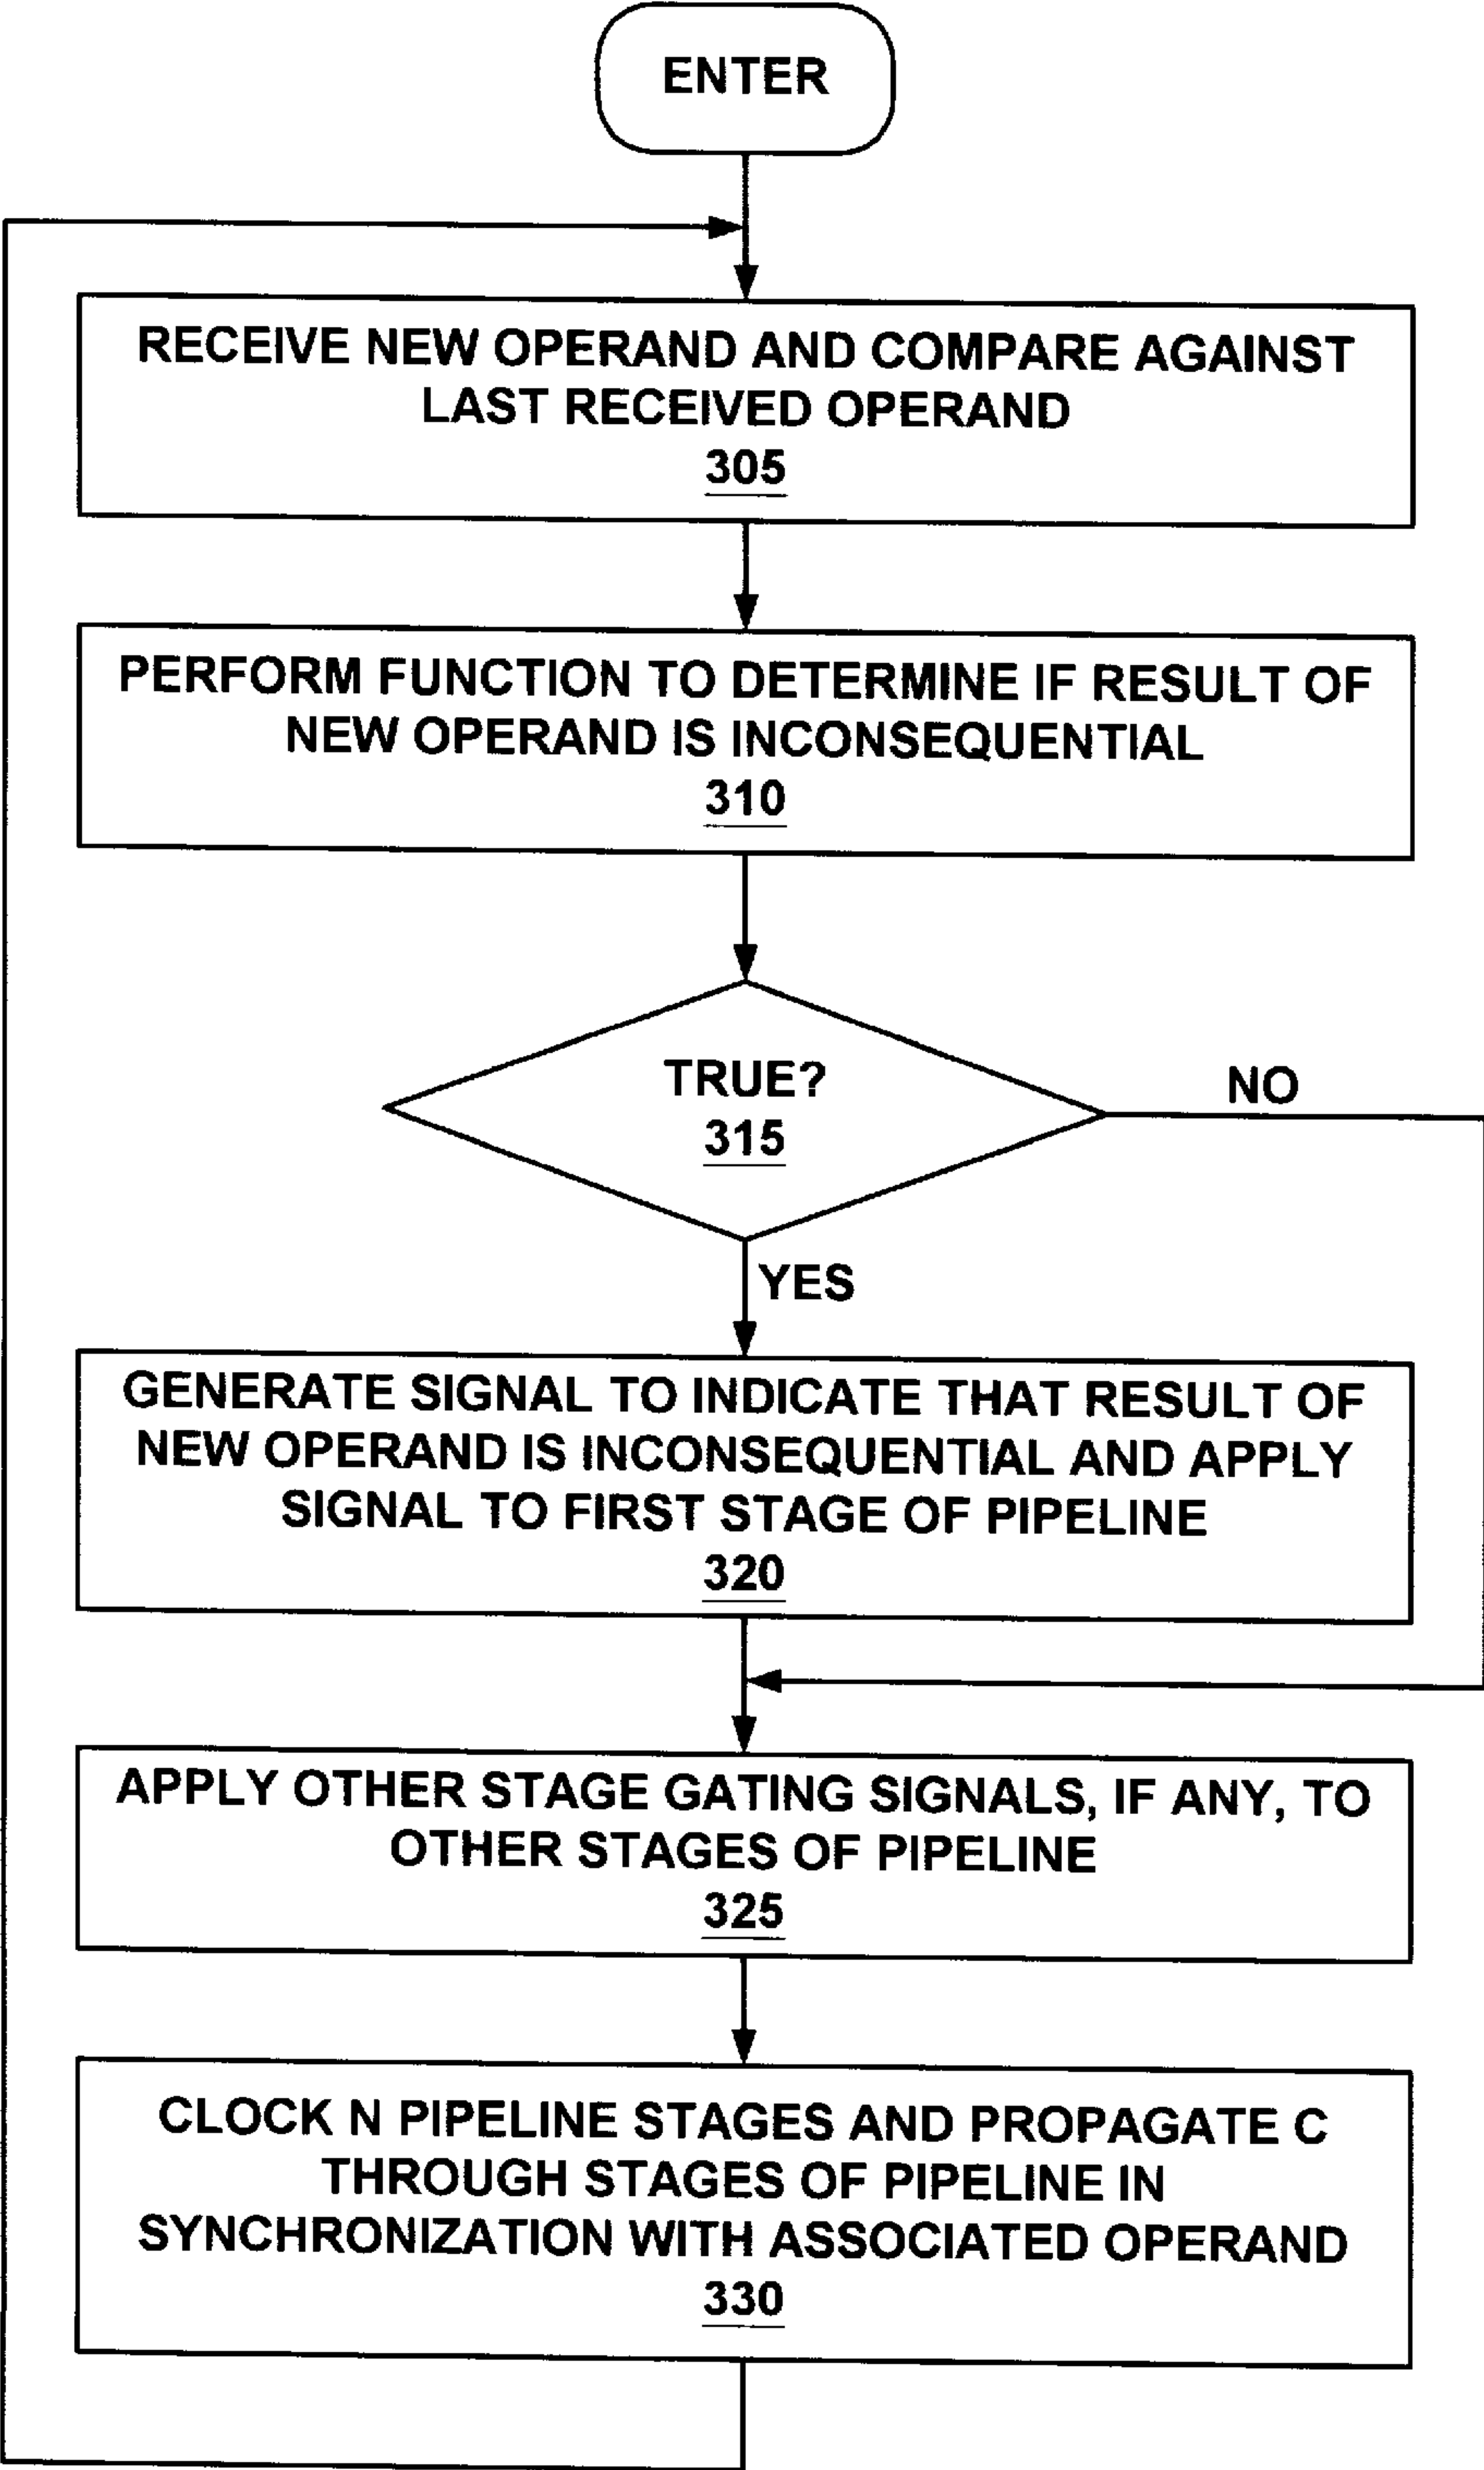 ENTER
RECEIVE NEW OPERAND AND COMPARE AGAINST
LAST RECEIVED OPERAND
305
PERFORM FUNCTION TO DETERMINE IF RESULT OF
NEW OPERAND IS INCONSEQUENTIAL
310
TRUE?
315
NO
YES
GENERATE SIGNAL TO INDICATE THAT RESULT OF
NEW OPERAND IS INCONSEQUENTIAL AND APPLY
SIGNAL TO FIRST STAGE OF PIPELINE
320
APPLY OTHER STAGE GATING SIGNALS, IF ANY, TO
OTHER STAGES OF PIPELINE
325
CLOCK N PIPELINE STAGES AND PROPAGATE C
THROUGH STAGES OF PIPELINE IN
SYNCHRONIZATION WITH ASSOCIATED OPERAND
330